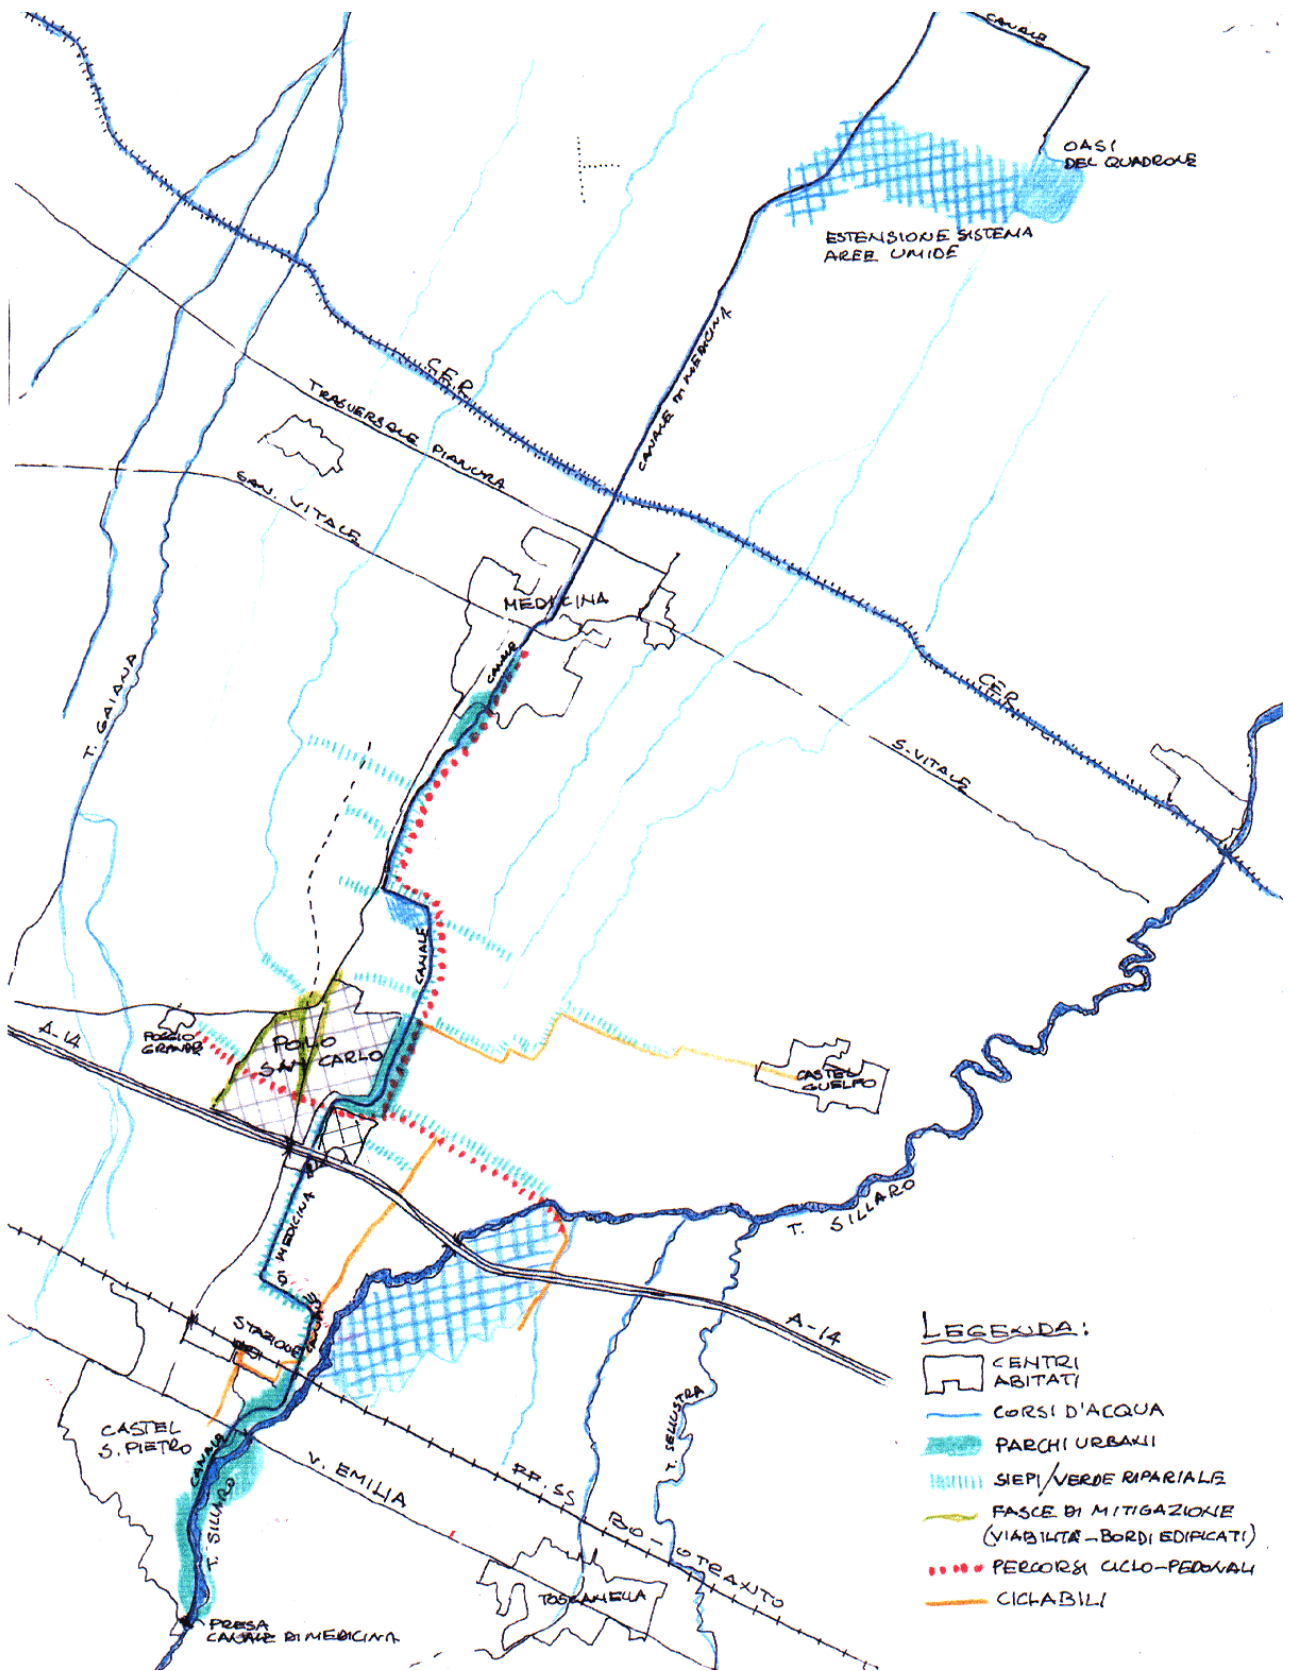 CANALE
OASI
DEL QUADRONE
ESTENSIONE SISTEMA
AREE UMIDE
CANALE DI MEDICINA
C.E.R.
TRASVERSALE PIANURA
SAN. VITALE
MEDICINA
CANALE
T. GAIANA
CER
S. VITALE
CANALE
A-14
POGGIO
GRANDE
POLO
SAN CARLO
CASTEL
GUELFO
T. SILLARO
MEDICINA
A-14
STAZIONE
CASTEL
S. PIETRO
CANALE
T. SILLARO
V. EMILIA
FF.SS
BO-OTRANTO
T. SELLUSTRA
TOSCANELLA
PRESA
CANALE DI MEDICINA
LEGENDA:
CENTRI
ABITATI
CORSI D'ACQUA
PARCHI URBANI
SIEPI/VERDE RIPARIALE
FASCE DI MITIGAZIONE
(VIABILITÀ-BORDI EDIFICATI)
PERCORSI CICLO-PEDONALI
CICLABILI